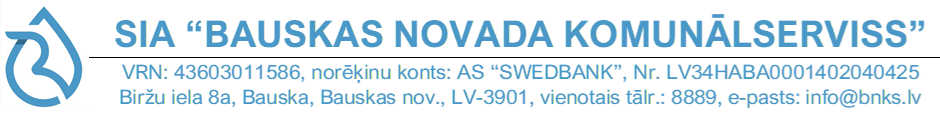 SIA “BAUSKAS NOVADA KOMUNĀLSERVISS”
VRN: 43603011586, norēķinu konts: AS “SWEDBANK”, Nr. LV34HABA0001402040425
Biržu iela 8a, Bauska, Bauskas nov., LV-3901, vienotais tālr.: 8889, e-pasts: info@bnks.lv